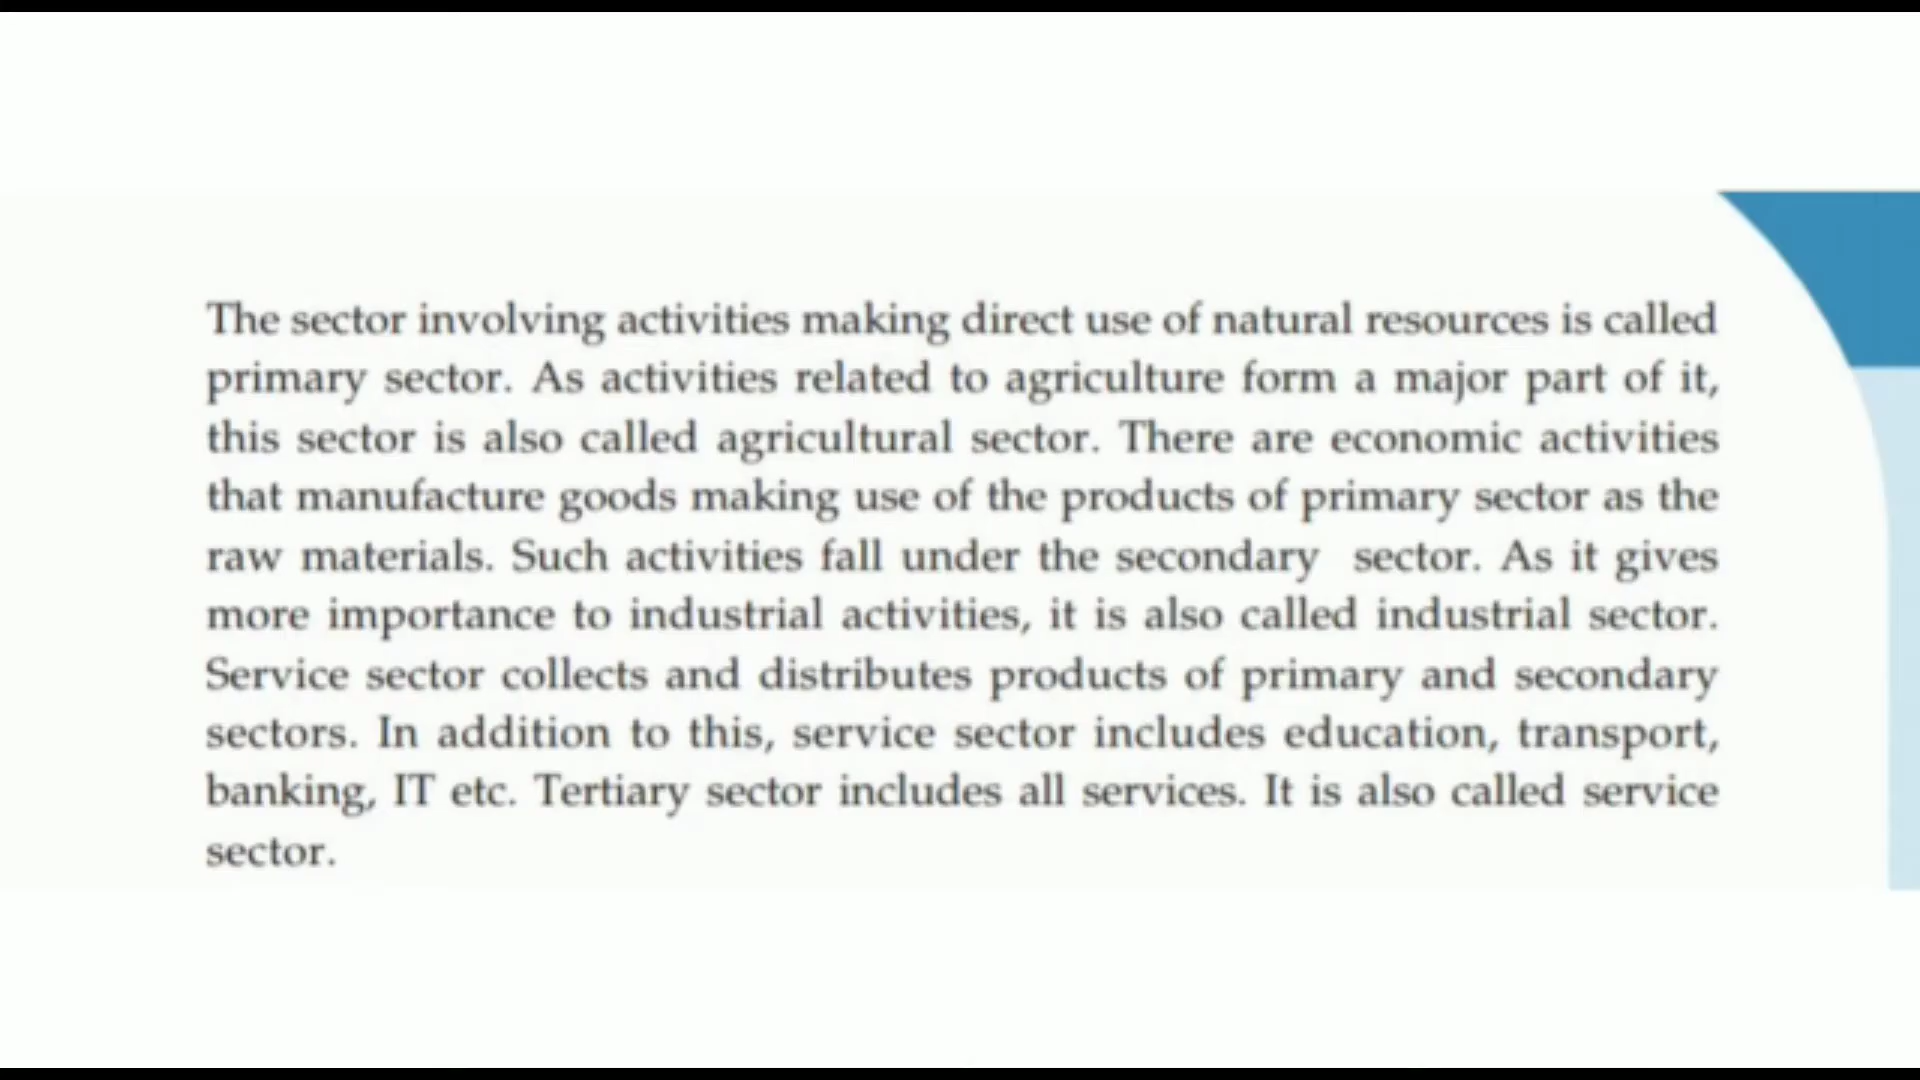 The sector involving activities making direct use of natural resources is called
primary sector. As activities related to agriculture form a major part of it,
this sector is also called agricultural sector. There are economic activities
that manufacture goods making use of the products of primary sector as the
raw materials. Such activities fall under the secondary sector. As it gives
more importance to industrial activities, it is also called industrial sector.
Service sector collects and distributes products of primary and secondary
sectors. In addition to this, service sector includes education, transport,
banking, IT etc. Tertiary sector includes all services. It is also called service
sector.